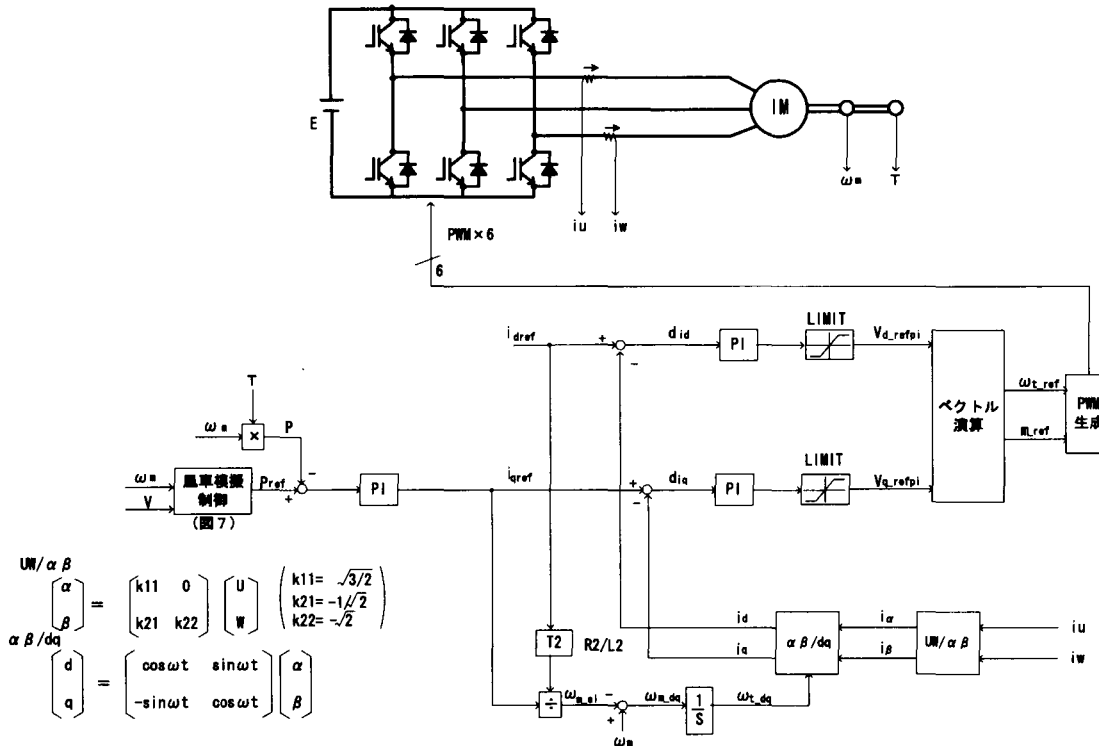 E
IM
ωm
T
iu
iw
PWM×6
6
LIMIT
idref
+
-
did
PI
Vd_refpi
ベクトル
演算
ωt_ref
m_ref
PWM
生成
T
ωm
×
P
ωm
V
風車模擬
制御
(図7)
Pref
-
+
PI
iqref
+
-
diq
PI
LIMIT
Vq_refpi
UW/αβ
(α β) = (k11 0 k21 k22) (U W) (k11= √3/2 k21= -1/√2 k22= -√2)
αβ/dq
(d q) = (cosωt sinωt -sinωt cosωt) (α β)
T2
R2/L2
÷
ωm_sl
-
+
ωm
ωm_dq
1/S
ωt_dq
id
iq
αβ/dq
iα
iβ
UW/αβ
iu
iw